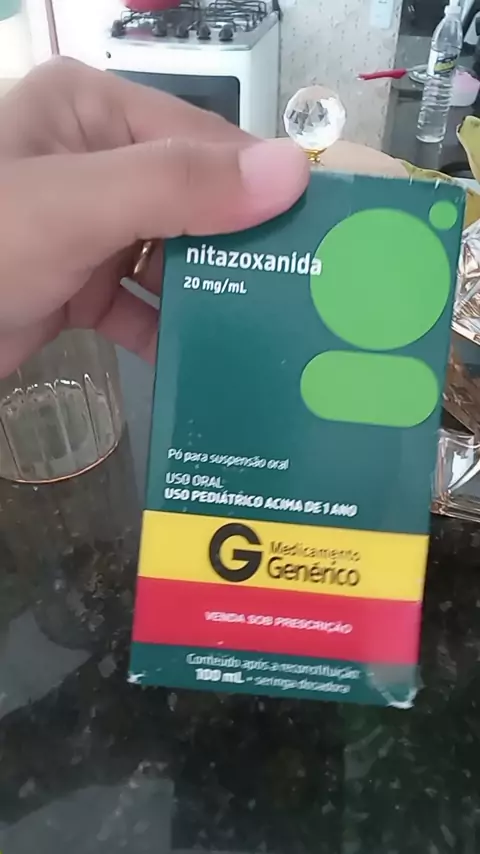 nitazoxanida
20 mg/mL
Pó para suspensão oral
USO ORAL
USO PEDIÁTRICO ACIMA DE 1 ANO
G Medicamento
Genérico
VENDA SOB PRESCRIÇÃO
Conteúdo após a reconstituição:
100 mL + seringa dosadora